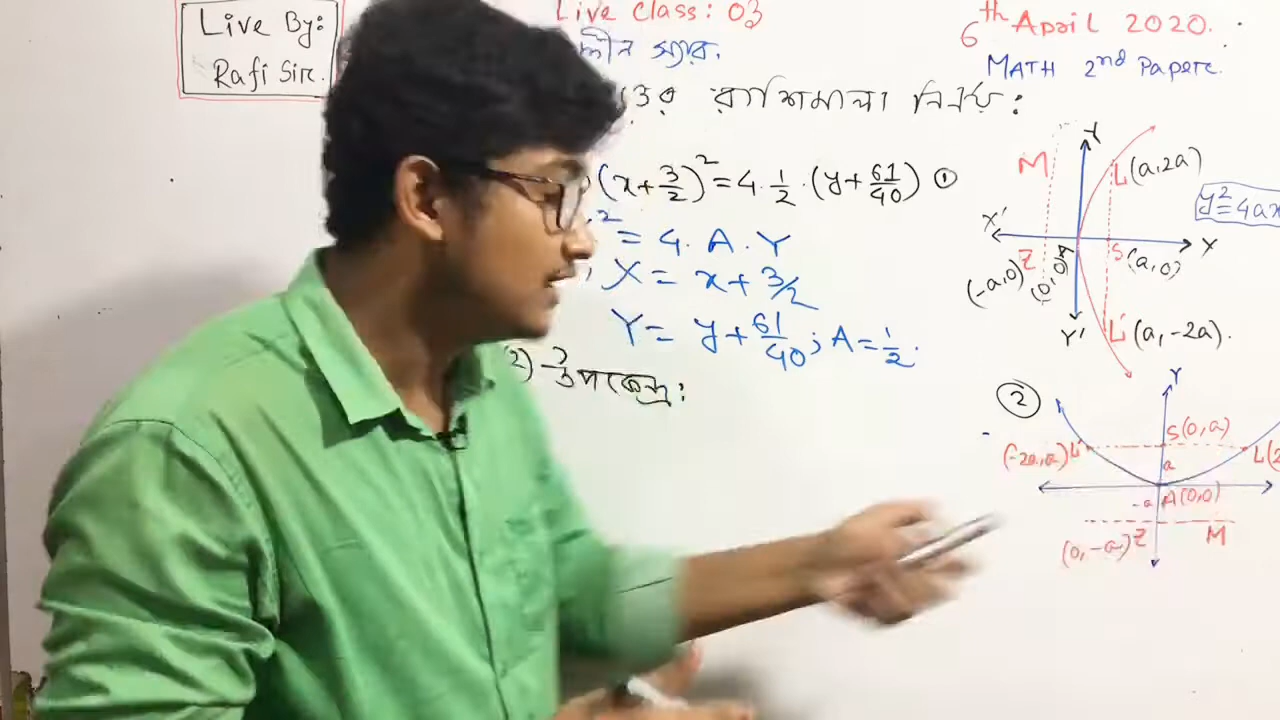 Live By:
Rafi Sir.
Live Class: 03
স্যার.
6th April 2020.
MATH 2nd Paper.
রাশিমালা নির্ণয়:
(x+3/2)²=4.1/2.(y+61/40) ①
² = 4. A. Y
X = x+3/2
Y = y+61/40; A=1/2.
2) উপকেন্দ্র:
Y
M
L(a,2a)
y²=4ax
X'
X
Z
S(a,0)
(-a,0)
Y'
L'(a,-2a).
②
Y
S(0,a)
(-2a,a)L'
L(2
a
-a
A(0,0)
(0,-a)Z
M